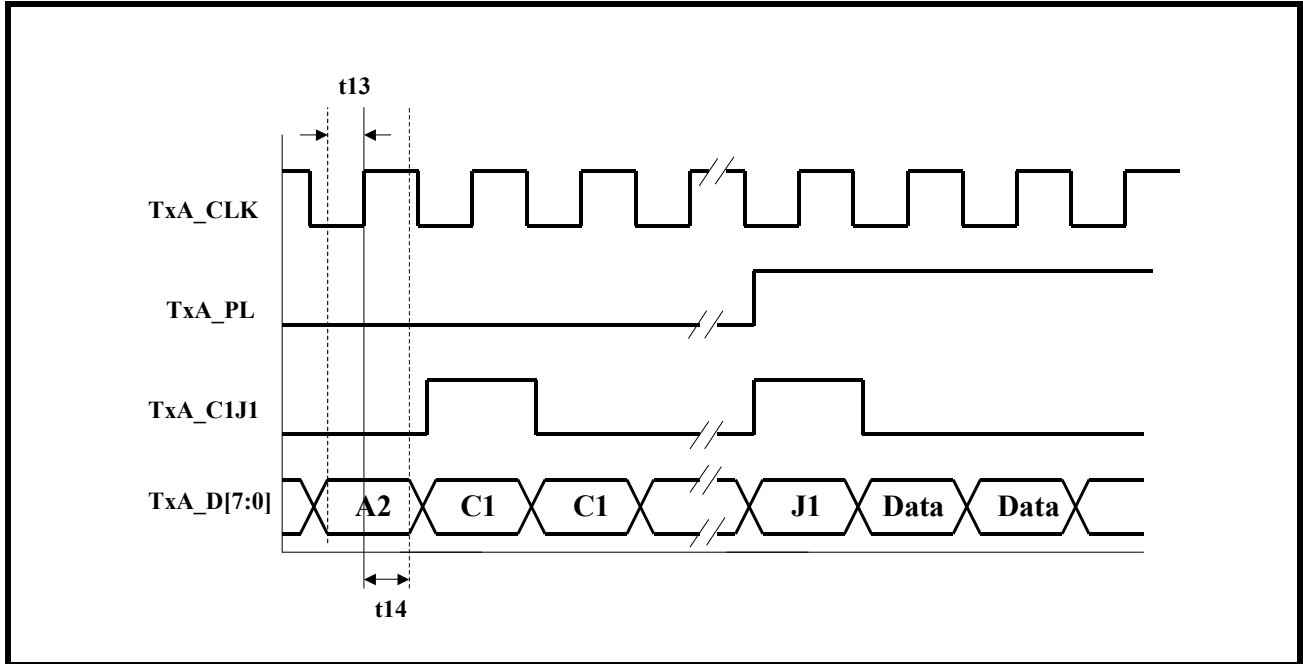 t13
TxA_CLK
TxA_PL
TxA_C1J1
TxA_D[7:0]
A2 C1 C1 J1 Data Data
t14